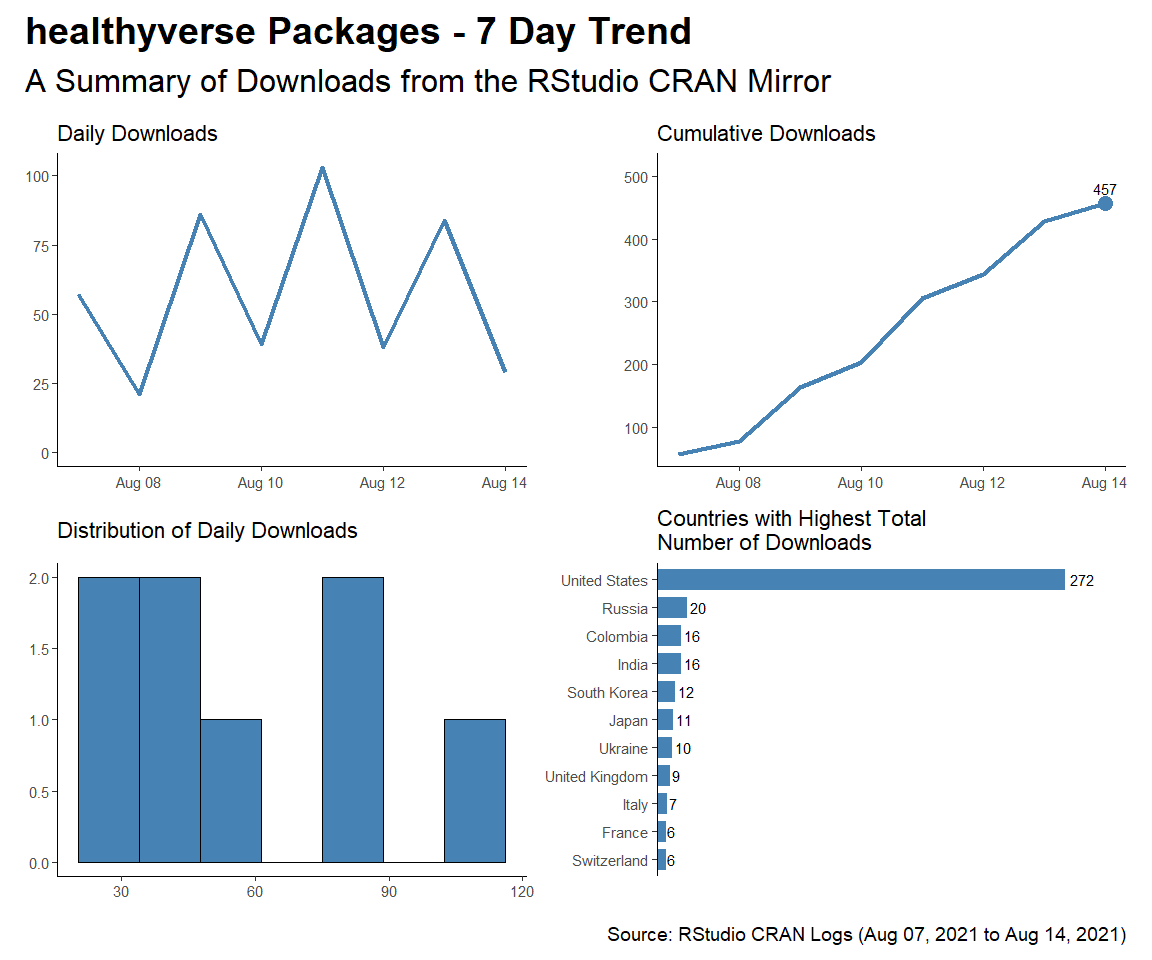 healthyverse Packages - 7 Day Trend
A Summary of Downloads from the RStudio CRAN Mirror
Daily Downloads
100
75
50
25
0
Aug 08 Aug 10 Aug 12 Aug 14
Cumulative Downloads
500
400
300
200
100
457
Aug 08 Aug 10 Aug 12 Aug 14
Distribution of Daily Downloads
2.0
1.5
1.0
0.5
0.0
30 60 90 120
Countries with Highest Total
Number of Downloads
United States 272
Russia 20
Colombia 16
India 16
South Korea 12
Japan 11
Ukraine 10
United Kingdom 9
Italy 7
France 6
Switzerland 6
Source: RStudio CRAN Logs (Aug 07, 2021 to Aug 14, 2021)